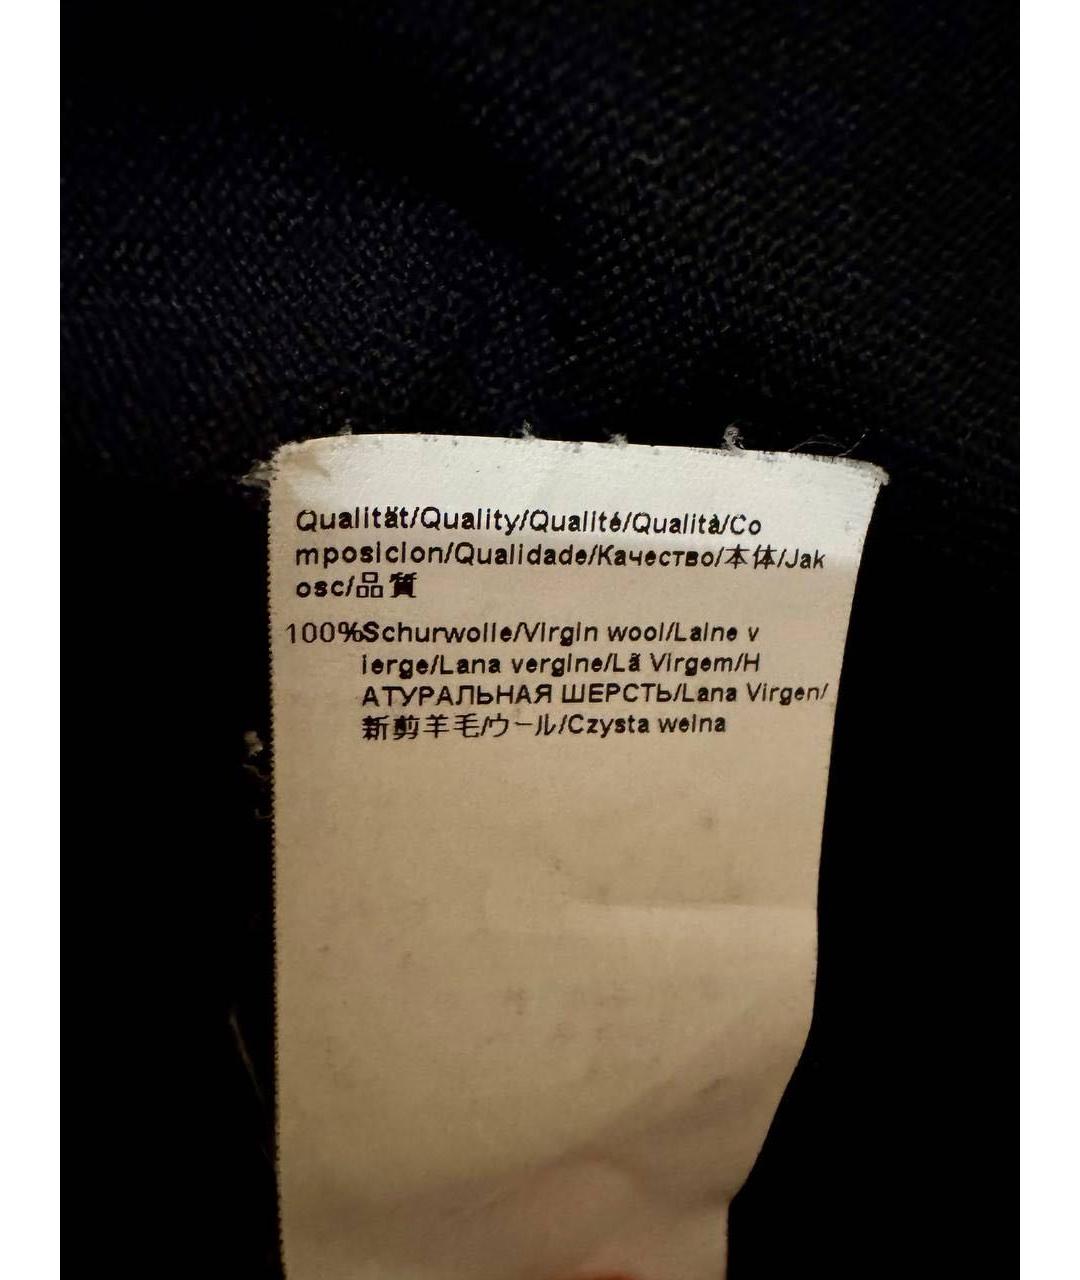 Qualität/Quality/Qualité/Qualità/Co
mposicion/Qualidade/Качество/本体/Jak
osc/品質
100%Schurwolle/Virgin wool/Laine v
ierge/Lana vergine/Lã Virgem/Н
АТУРАЛЬНАЯ ШЕРСТЬ/Lana Virgen/
新剪羊毛/ウール/Czysta welna